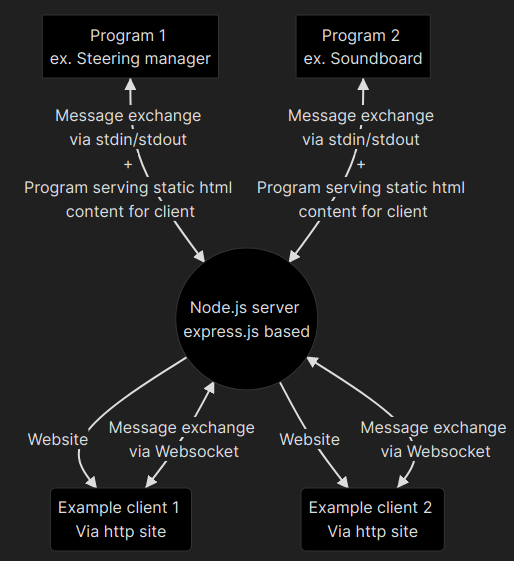 Program 1
ex. Steering manager
Program 2
ex. Soundboard
Message exchange
via stdin/stdout
+
Program serving static html
content for client
Message exchange
via stdin/stdout
+
Program serving static html
content for client
Node.js server
express.js based
Website
Message exchange
via Websocket
Website
Message exchange
via Websocket
Example client 1
Via http site
Example client 2
Via http site